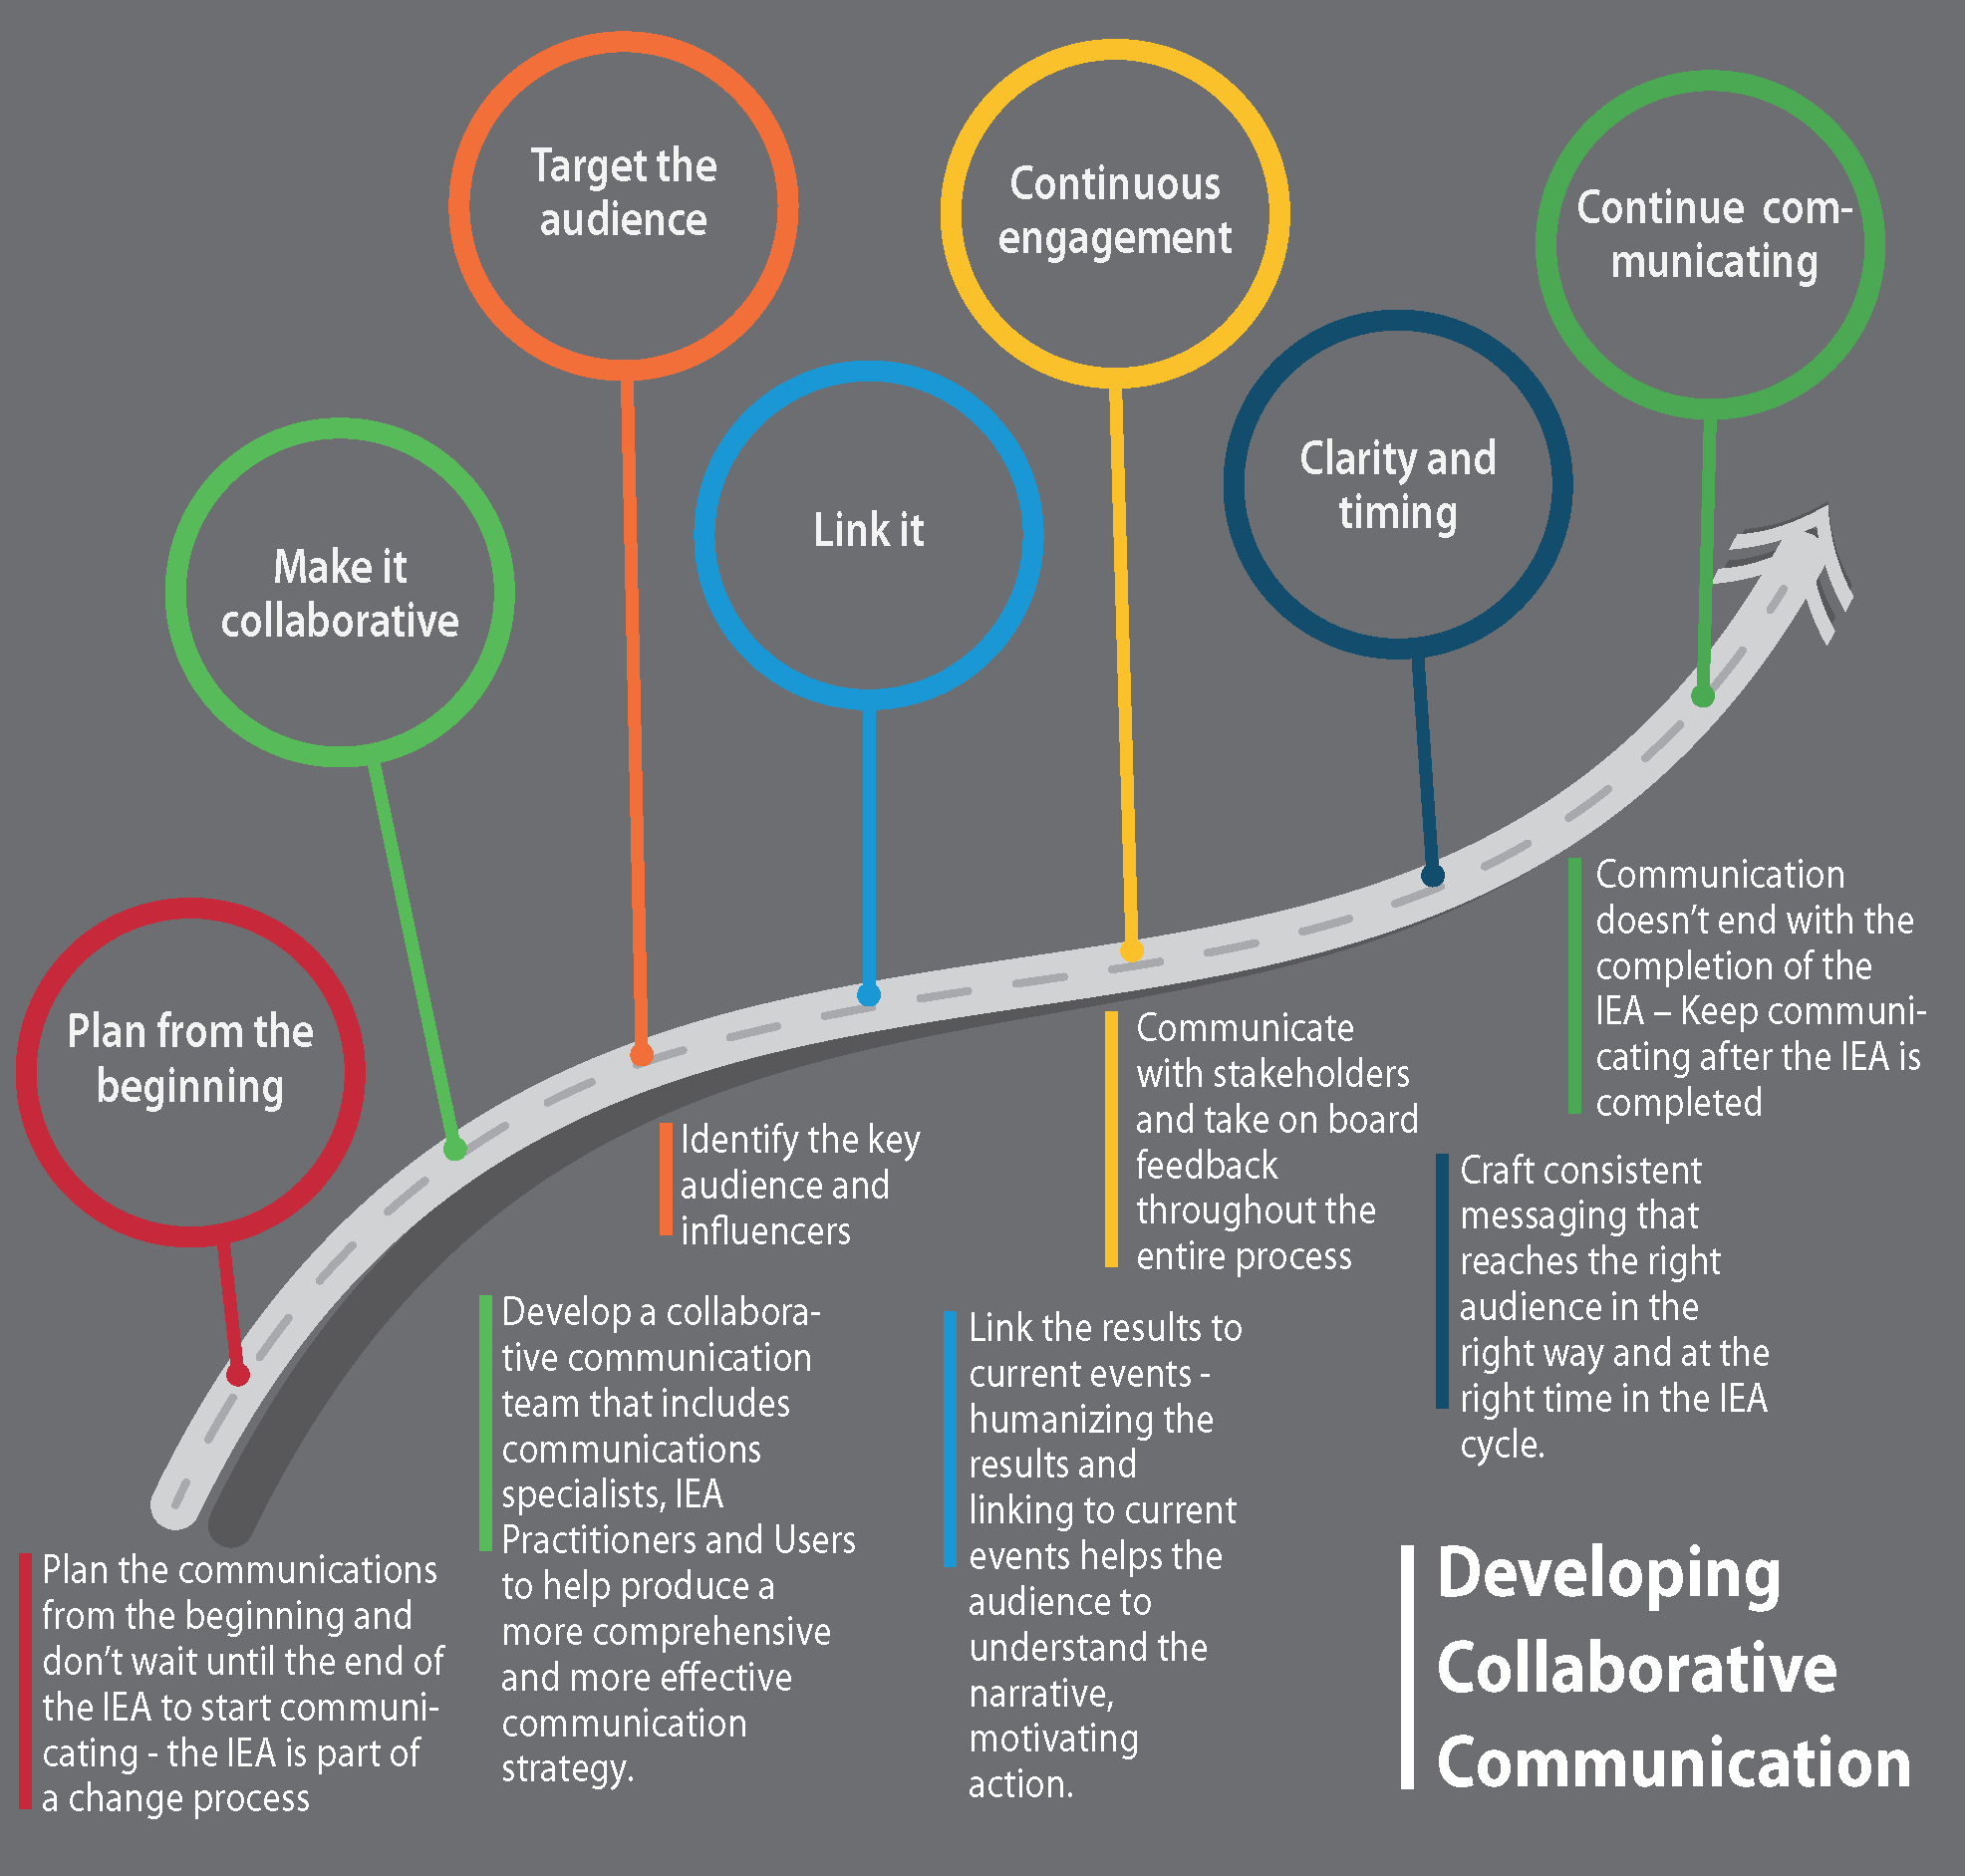 Target the
audience
Continuous
engagement
Continue com-
municating
Clarity and
timing
Link it
Make it
collaborative
Plan from the
beginning
Communication
doesn’t end with the
completion of the
IEA – Keep communi-
cating after the IEA is
completed
Communicate
with stakeholders
and take on board
feedback
throughout the
entire process
Identify the key
audience and
influencers
Craft consistent
messaging that
reaches the right
audience in the
right way and at the
right time in the IEA
cycle.
Develop a collabora-
tive communication
team that includes
communications
specialists, IEA
Practitioners and Users
to help produce a
more comprehensive
and more effective
communication
strategy.
Link the results to
current events -
humanizing the
results and
linking to current
events helps the
audience to
understand the
narrative,
motivating
action.
Plan the communications
from the beginning and
don’t wait until the end of
the IEA to start communi-
cating - the IEA is part of
a change process
Developing
Collaborative
Communication